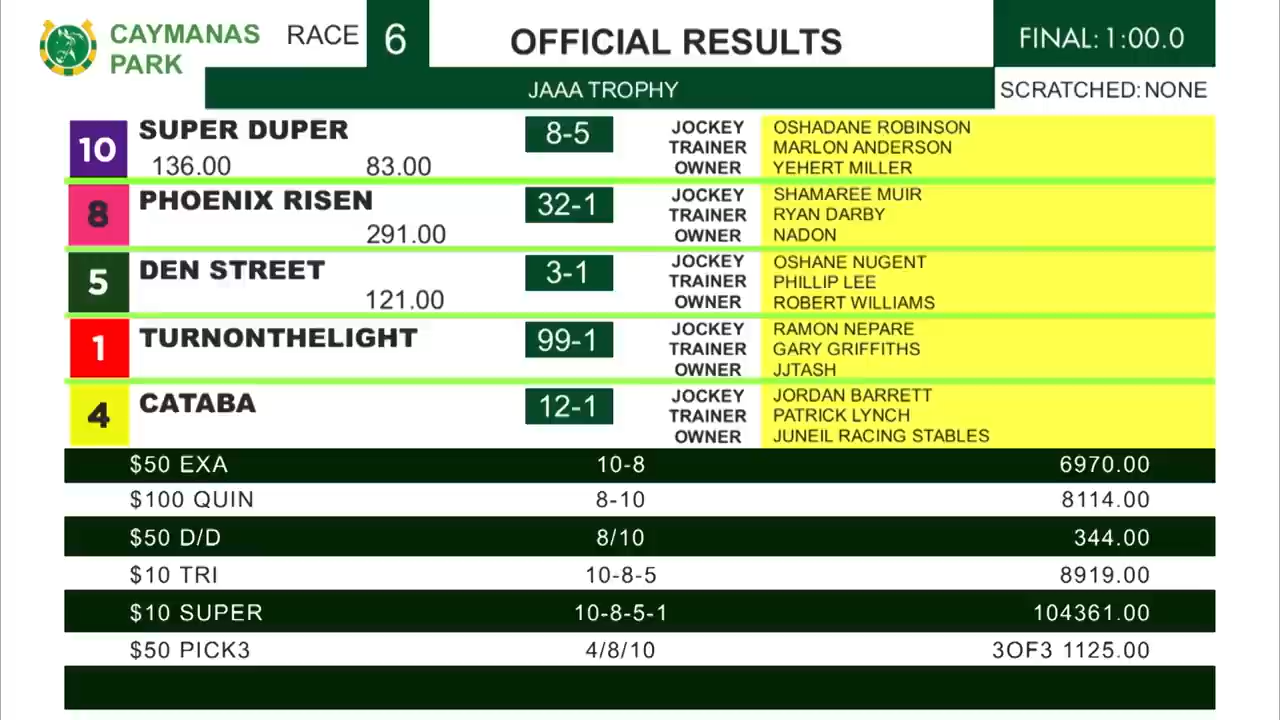 CAYMANAS PARK RACE 6 OFFICIAL RESULTS FINAL: 1:00.0
JAAA TROPHY SCRATCHED: NONE
10 SUPER DUPER 8-5 JOCKEY OSHADANE ROBINSON
136.00 83.00 TRAINER MARLON ANDERSON
OWNER YEHERT MILLER
8 PHOENIX RISEN 32-1 JOCKEY SHAMAREE MUIR
TRAINER RYAN DARBY
291.00 OWNER NADON
5 DEN STREET 3-1 JOCKEY OSHANE NUGENT
TRAINER PHILLIP LEE
121.00 OWNER ROBERT WILLIAMS
1 TURNONTHELIGHT 99-1 JOCKEY RAMON NEPARE
TRAINER GARY GRIFFITHS
OWNER JJTASH
4 CATABA 12-1 JOCKEY JORDAN BARRETT
TRAINER PATRICK LYNCH
OWNER JUNEIL RACING STABLES
$50 EXA 10-8 6970.00
$100 QUIN 8-10 8114.00
$50 D/D 8/10 344.00
$10 TRI 10-8-5 8919.00
$10 SUPER 10-8-5-1 104361.00
$50 PICK3 4/8/10 3OF3 1125.00